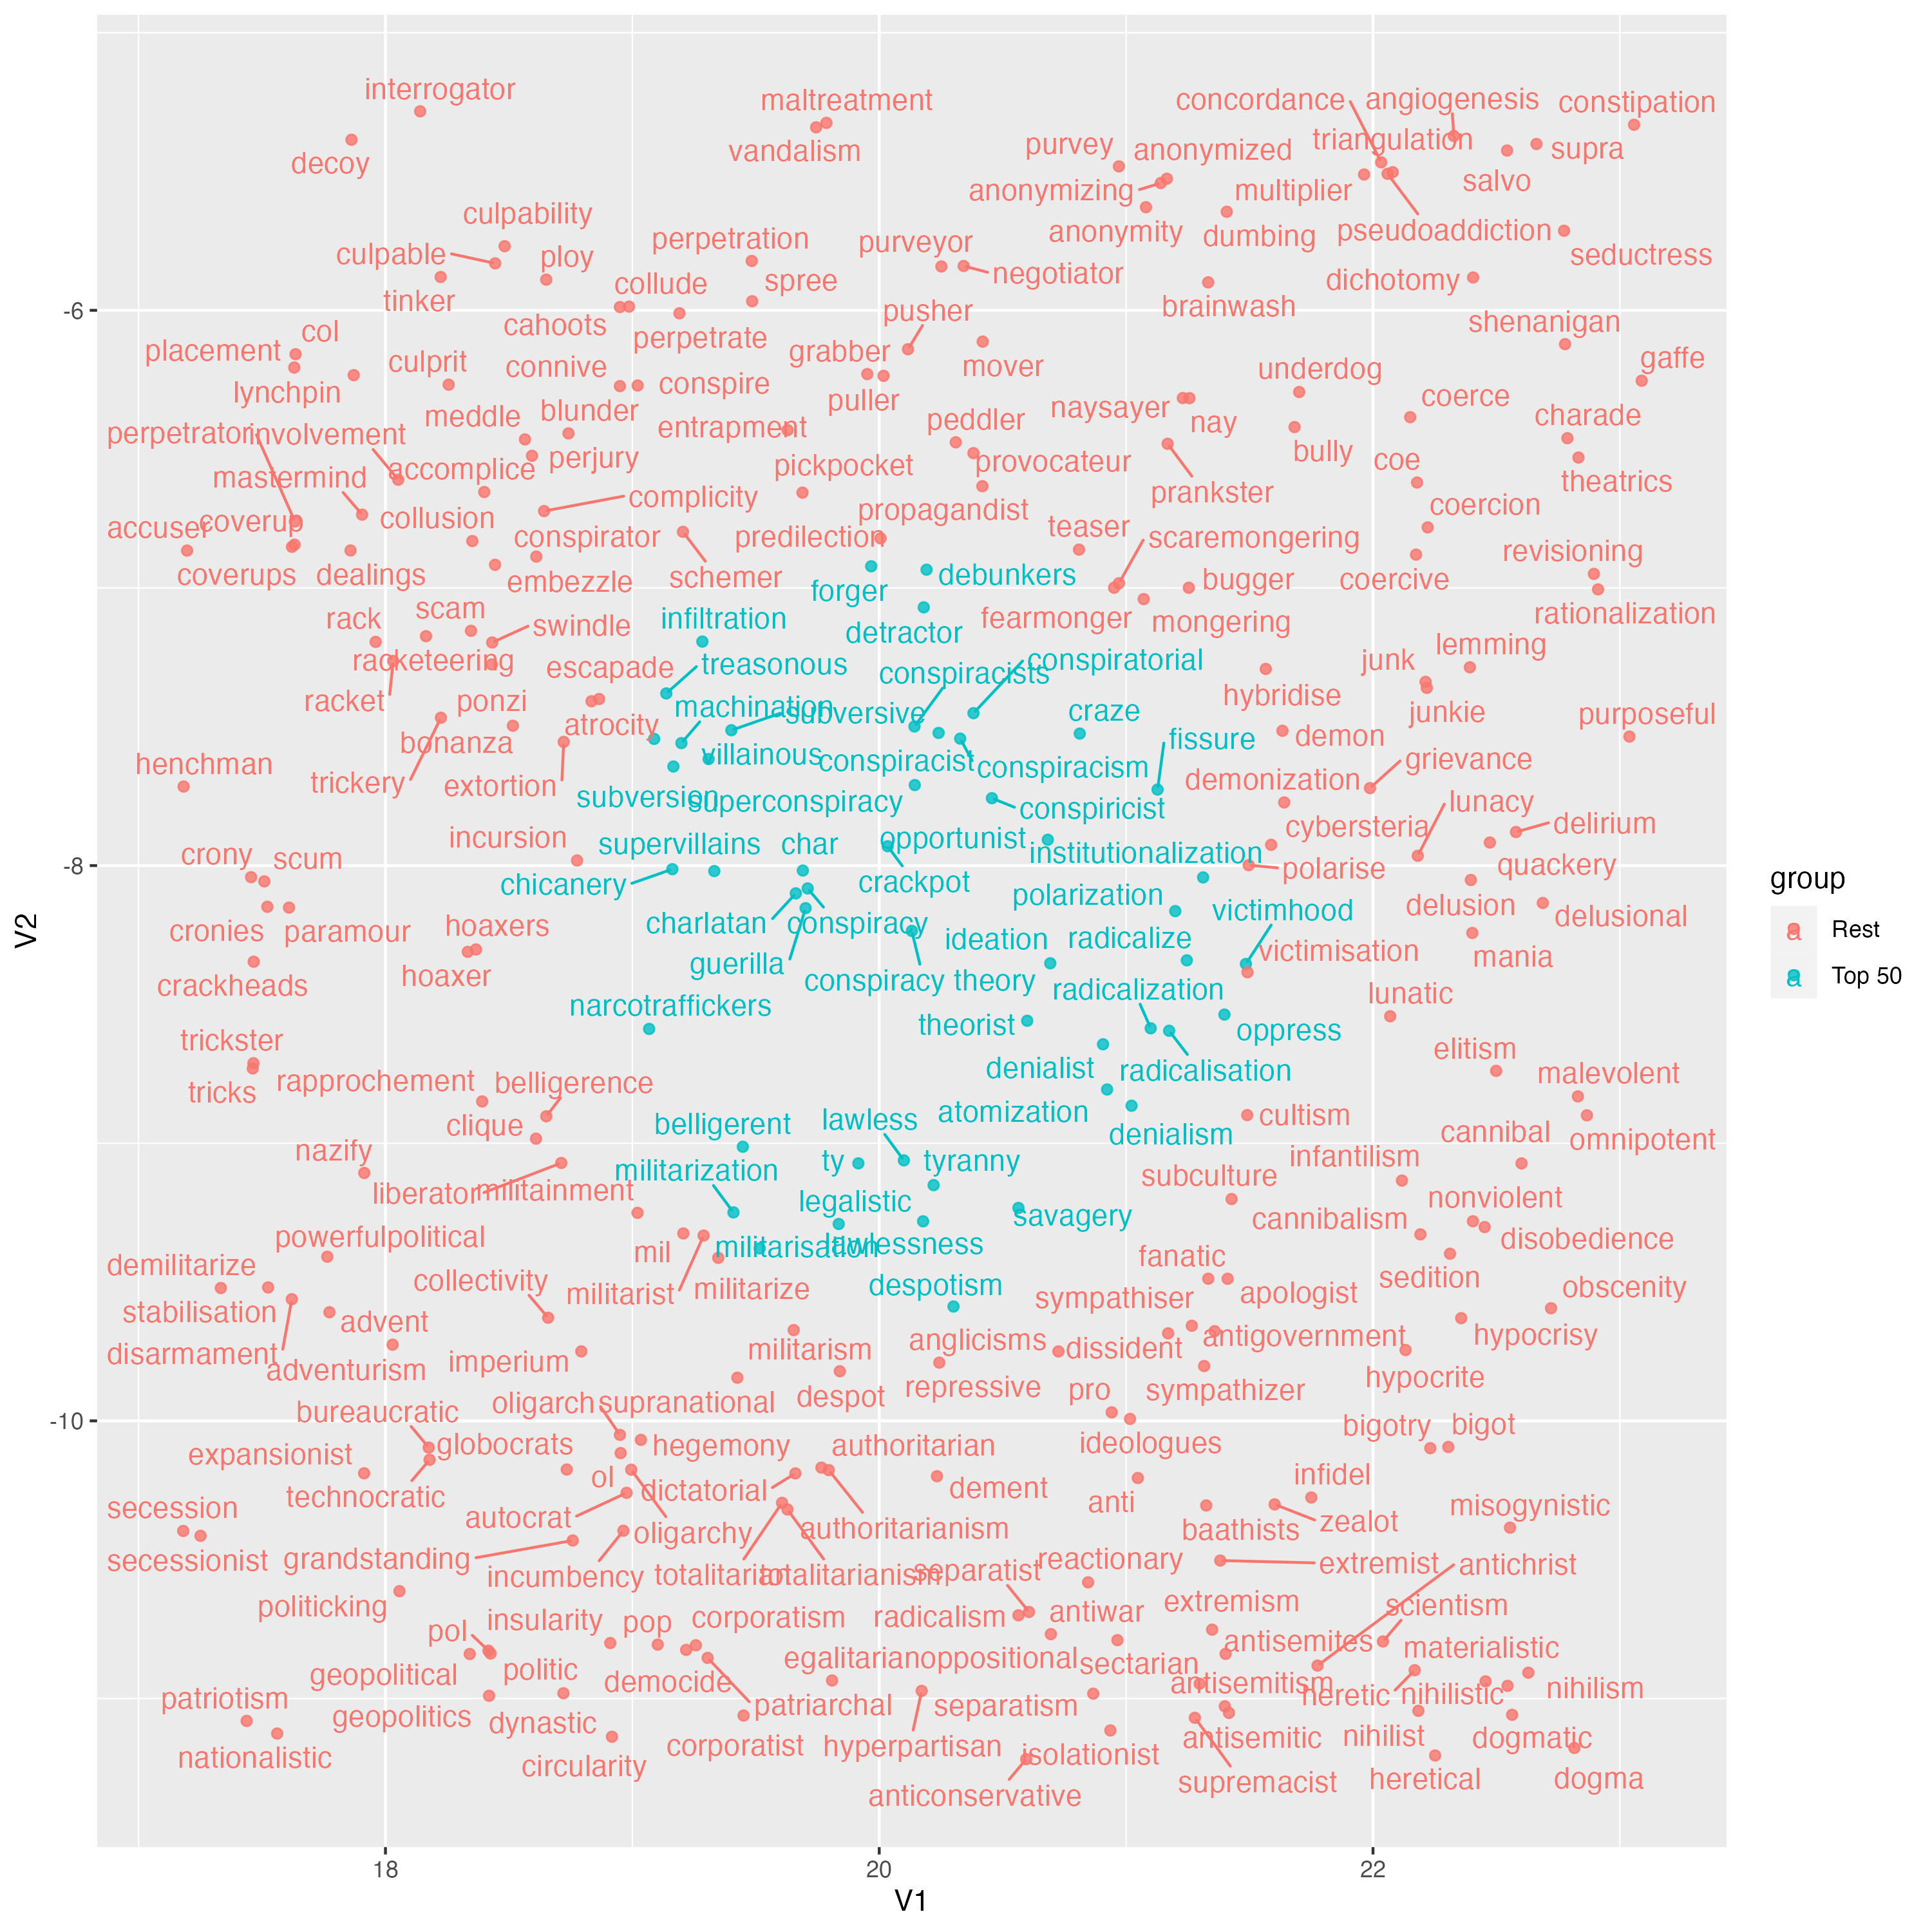 interrogator
maltreatment
concordance
angiogenesis
constipation
decoy
vandalism
purvey
anonymized
triangulation
supra
anonymizing
multiplier
salvo
culpability
anonymity
dumbing
pseudoaddiction
culpable
ploy
perpetration
purveyor
seductress
tinker
collude
spree
negotiator
dichotomy
brainwash
-6
cahoots
perpetrate
pusher
shenanigan
placement
col
culprit
connive
conspire
grabber
mover
underdog
gaffe
lynchpin
meddle
blunder
puller
naysayer
coerce
charade
perpetrator
involvement
entrapment
peddler
nay
bully
coe
mastermind
accomplice
perjury
pickpocket
provocateur
prankster
theatrics
accuser
coverup
collusion
complicity
propagandist
coercion
conspirator
predilection
teaser
scaremongering
revisioning
coverups
dealings
embezzle
schemer
forger
debunkers
bugger
coercive
rack
scam
swindle
infiltration
detractor
fearmonger
mongering
rationalization
racketeering
escapade
treasonous
conspiracists
conspiratorial
junk
lemming
racket
ponzi
machination
subversive
craze
hybridise
junkie
purposeful
henchman
bonanza
atrocity
villainous
conspiracist
conspiracism
fissure
demon
trickery
extortion
subversion
superconspiracy
conspiricist
demonization
grievance
lunacy
crony
scum
incursion
supervillains
char
opportunist
institutionalization
cybersteria
delirium
-8
chicanery
crackpot
polarization
polarise
quackery
cronies
paramour
hoaxers
charlatan
conspiracy
ideation
radicalize
victimhood
delusion
delusional
crackheads
hoaxer
guerilla
conspiracy theory
victimisation
mania
narcotraffickers
radicalization
lunatic
trickster
theorist
oppress
elitism
tricks
rapprochement
belligerence
denialist
radicalisation
malevolent
clique
belligerent
lawless
atomization
denialism
cultism
cannibal
omnipotent
nazify
militarization
ty
tyranny
subculture
infantilism
liberator
militainment
legalistic
savagery
cannibalism
nonviolent
powerfulpolitical
mil
militarisation
lawlessness
fanatic
disobedience
demilitarize
collectivity
militarist
militarize
despotism
sympathiser
apologist
sedition
obscenity
stabilisation
advent
anglicisms
dissident
antigovernment
hypocrisy
disarmament
adventurism
imperium
militarism
despot
repressive
pro
sympathizer
hypocrite
bureaucratic
oligarch
supranational
ideologues
bigotry
bigot
-10
expansionist
globocrats
hegemony
authoritarian
infidel
technocratic
ol
dictatorial
dement
anti
misogynistic
secession
autocrat
oligarchy
authoritarianism
baathists
zealot
secessionist
grandstanding
incumbency
totalitarian
totalitarianism
separatist
reactionary
extremist
antichrist
politicking
insularity
pop
corporatism
radicalism
antiwar
extremism
scientism
pol
geopolitical
politic
democide
egalitarian
oppositional
sectarian
antisemites
materialistic
patriotism
geopolitics
dynastic
patriarchal
separatism
antisemitism
heretic
nihilistic
nihilism
nationalistic
circularity
corporatist
hyperpartisan
isolationist
antisemitic
nihilist
dogmatic
anticonservative
supremacist
heretical
dogma
18
20
22
V1
V2
group
a Rest
a Top 50